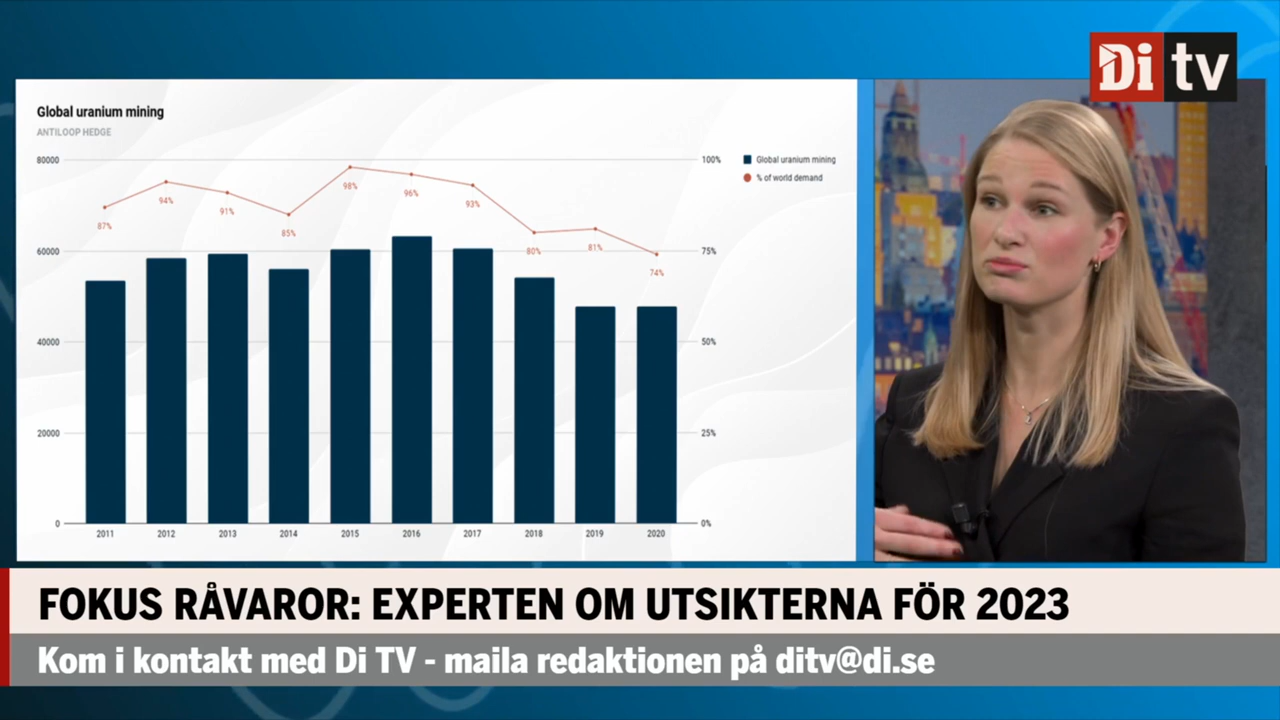 Di tv
Global uranium mining
ANTILOOP HEDGE
80000
60000
40000
20000
0
100%
75%
50%
25%
0%
Global uranium mining
% of world demand
87%
94%
91%
85%
98%
96%
93%
80%
81%
74%
2011 2012 2013 2014 2015 2016 2017 2018 2019 2020
FOKUS RÅVAROR: EXPERTEN OM UTSIKTERNA FÖR 2023
Kom i kontakt med Di TV - maila redaktionen på ditv@di.se